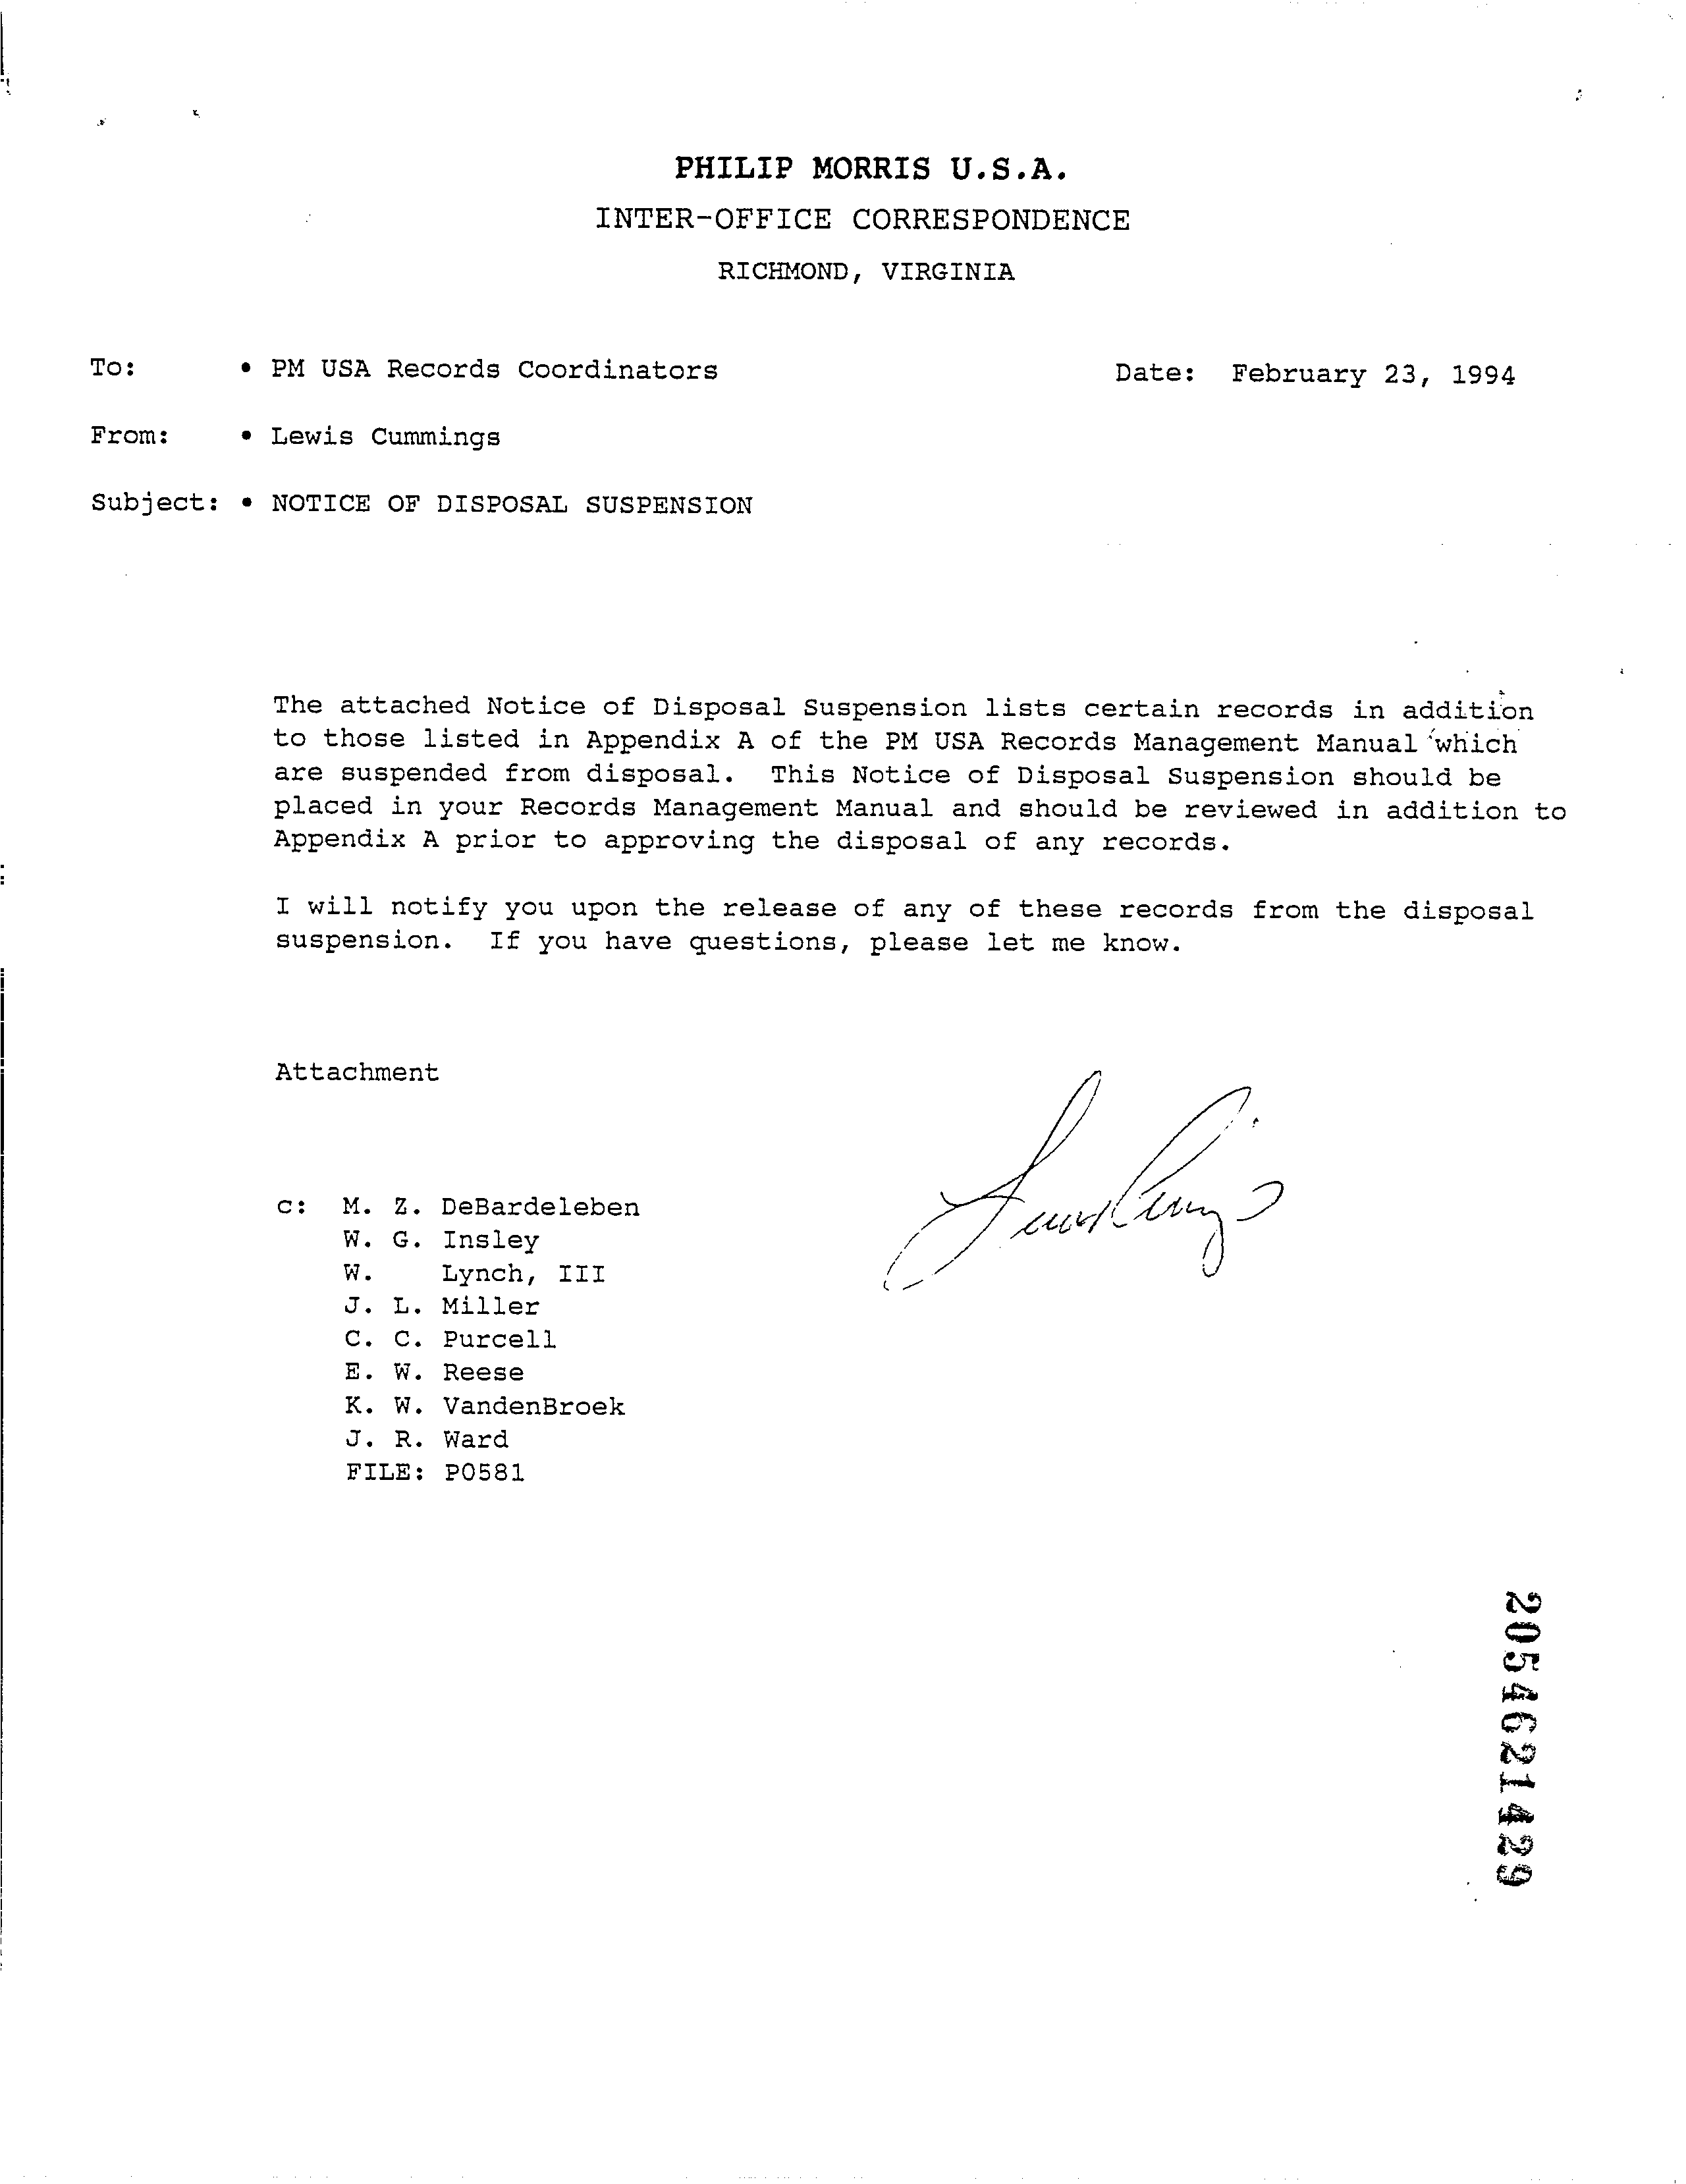 PHILIP MORRIS U.S.A.
INTER-OFFICE CORRESPONDENCE
RICHMOND, VIRGINIA
To: • PM USA Records Coordinators Date: February 23, 1994
From: • Lewis Cummings
Subject: • NOTICE OF DISPOSAL SUSPENSION
The attached Notice of Disposal Suspension lists certain records in addition
to those listed in Appendix A of the PM USA Records Management Manual which
are suspended from disposal. This Notice of Disposal Suspension should be
placed in your Records Management Manual and should be reviewed in addition to
Appendix A prior to approving the disposal of any records.
I will notify you upon the release of any of these records from the disposal
suspension. If you have questions, please let me know.
Attachment
c: M. Z. DeBardeleben
W. G. Insley
W. Lynch, III
J. L. Miller
C. C. Purcell
E. W. Reese
K. W. VandenBroek
J. R. Ward
FILE: P0581
2054621429